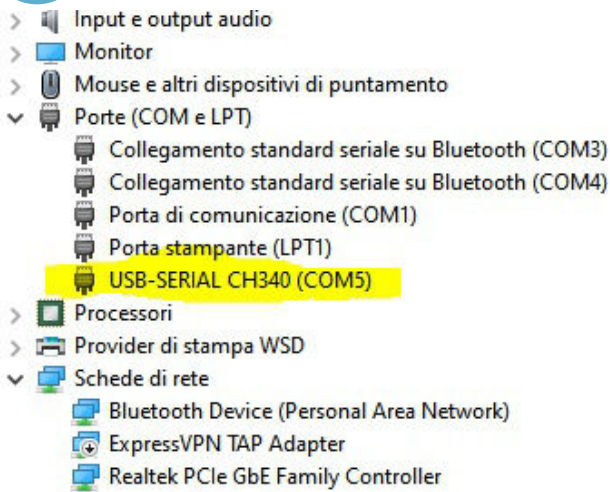 Input e output audio
Monitor
Mouse e altri dispositivi di puntamento
Porte (COM e LPT)
Collegamento standard seriale su Bluetooth (COM3)
Collegamento standard seriale su Bluetooth (COM4)
Porta di comunicazione (COM1)
Porta stampante (LPT1)
USB-SERIAL CH340 (COM5)
Processori
Provider di stampa WSD
Schede di rete
Bluetooth Device (Personal Area Network)
ExpressVPN TAP Adapter
Realtek PCIe GbE Family Controller